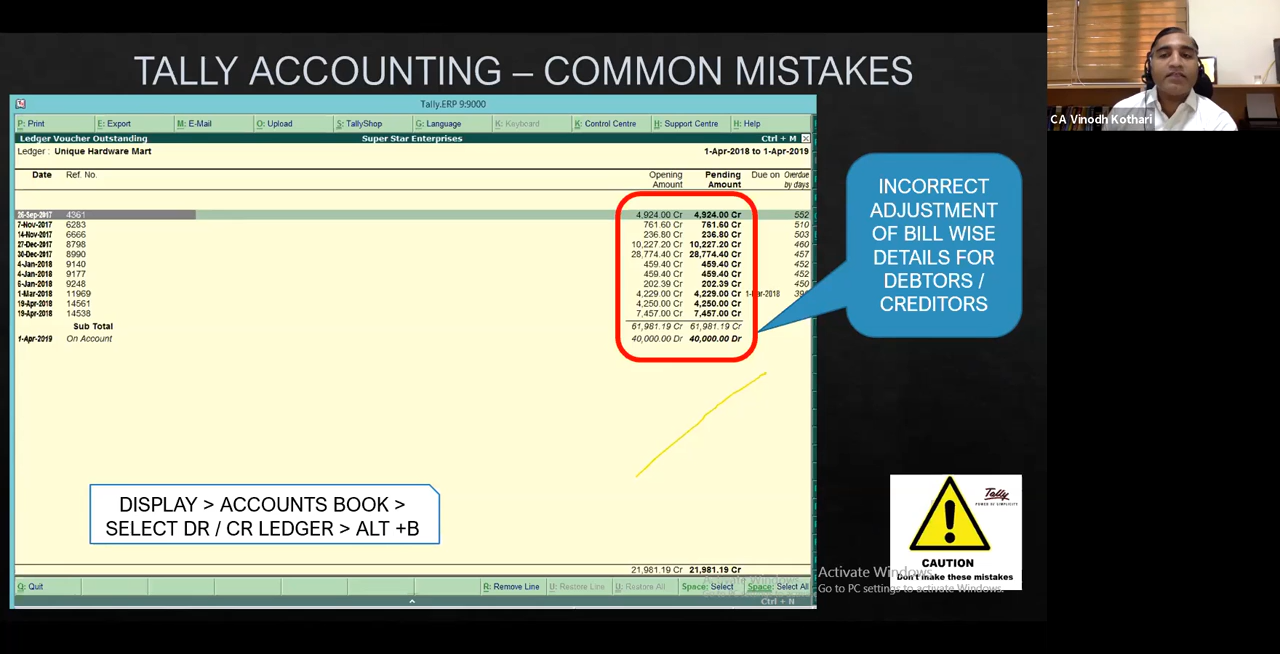 TALLY ACCOUNTING – COMMON MISTAKES
CA Vinodh Kothari
Tally.ERP 9:9000
P: Print E: Export M: E-Mail O: Upload S: TallyShop G: Language K: Keyboard K: Control Centre H: Support Centre H: Help
Ledger Voucher Outstanding Super Star Enterprises Ctrl + M
Ledger : Unique Hardware Mart 1-Apr-2018 to 1-Apr-2019
Date Ref. No. Opening Pending Due on Overdue
Amount Amount by days
26-Sep-2017 4361 4,924.00 Cr 4,924.00 Cr 552
7-Nov-2017 6283 761.60 Cr 761.60 Cr 510
14-Nov-2017 6666 236.80 Cr 236.80 Cr 503
27-Dec-2017 8798 10,227.20 Cr 10,227.20 Cr 460
30-Dec-2017 8990 28,774.40 Cr 28,774.40 Cr 457
4-Jan-2018 9140 459.40 Cr 459.40 Cr 452
4-Jan-2018 9177 459.40 Cr 459.40 Cr 452
6-Jan-2018 9248 202.39 Cr 202.39 Cr 450
1-Mar-2018 11969 4,229.00 Cr 4,229.00 Cr
19-Apr-2018 14561 4,250.00 Cr 4,250.00 Cr
19-Apr-2018 14538 7,457.00 Cr 7,457.00 Cr
Sub Total 61,981.19 Cr 61,981.19 Cr
1-Apr-2019 On Account 40,000.00 Dr 40,000.00 Dr
INCORRECT
ADJUSTMENT
OF BILL WISE
DETAILS FOR
DEBTORS /
CREDITORS
DISPLAY > ACCOUNTS BOOK >
SELECT DR / CR LEDGER > ALT +B
21,981.19 Cr 21,981.19 Cr
Q: Quit R: Remove Line U: Restore Line U: Restore All Space: Select Space: Select All
Ctrl + N
Tally
POWER OF SIMPLICITY
CAUTION
Don't make these mistakes
Activate Windows
Go to PC settings to activate Windows.